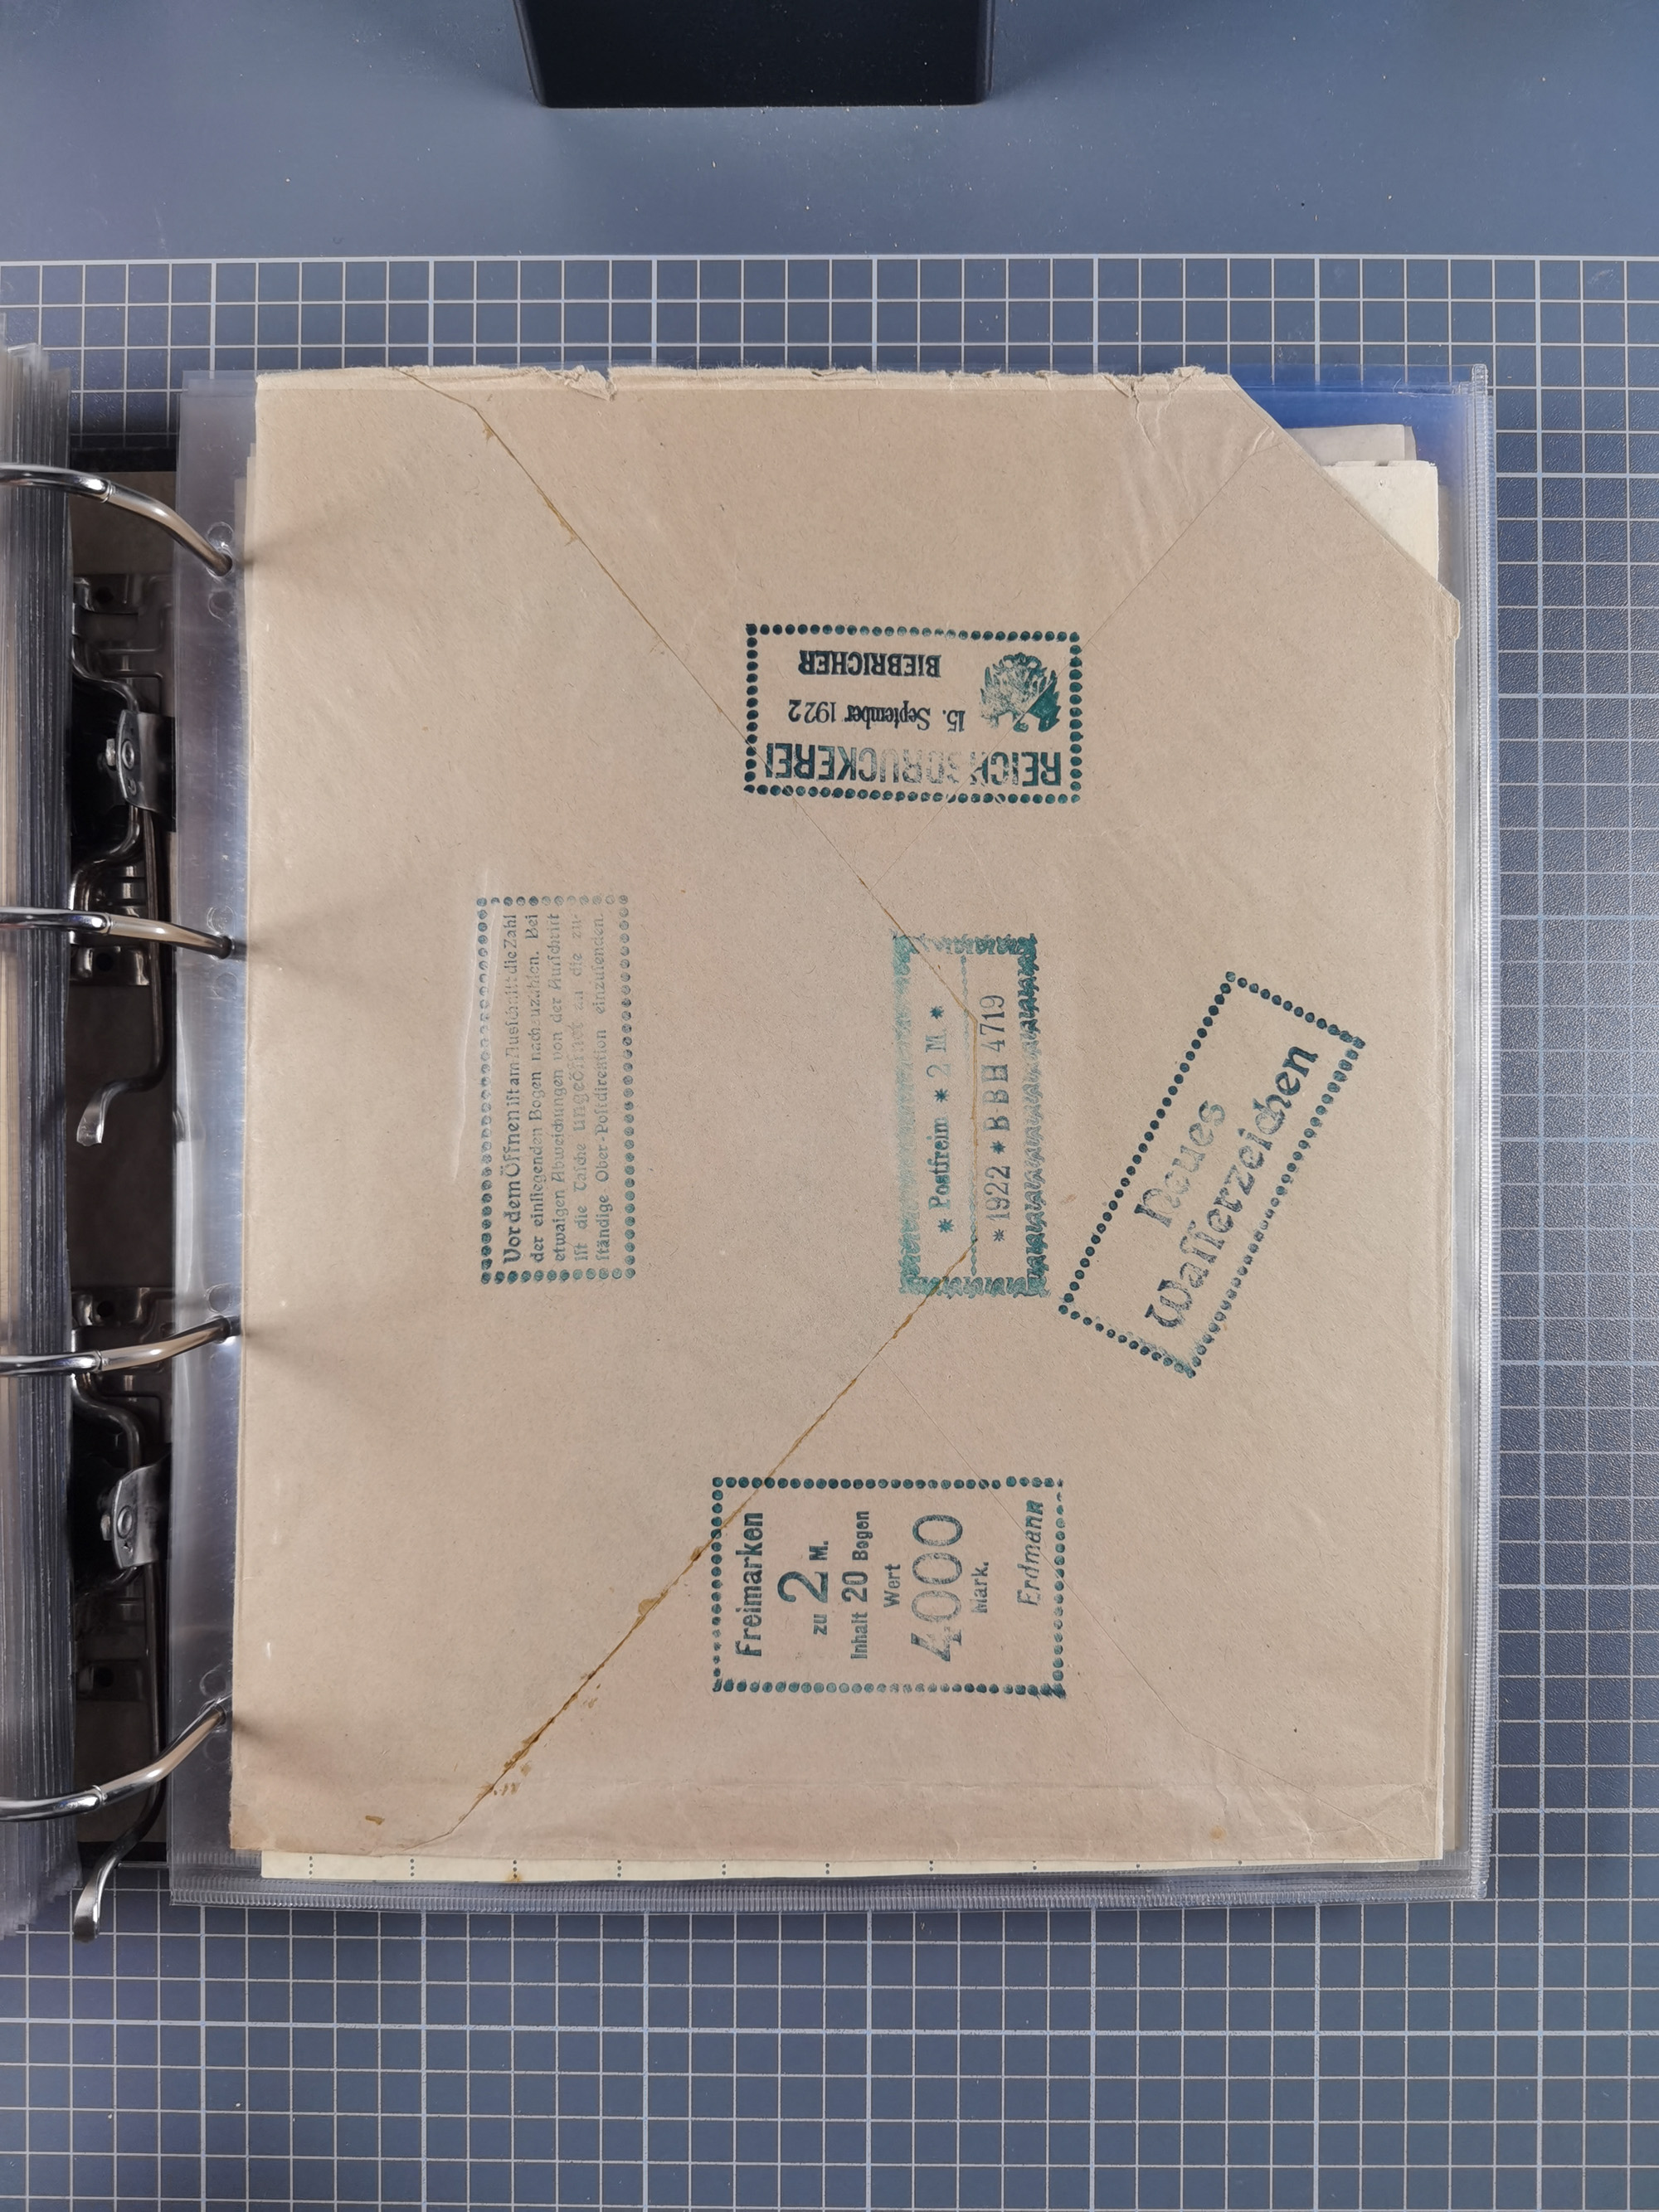 REICHSDRUCKEREI
15. September 1922
BIEBRICHER
Vor dem Öffnen iſt am Ausſchnitt die Zahl
der einliegenden Bogen nachzuzählen. Bei
etwaigen Abweichungen von der Aufſchrift
iſt die Taſche ungeöffnet an die zu-
ſtändige Ober-Poſtdirektion einzuſenden.
* Postfreim * 2 M. *
* 1922 * B B H 4719
Neues
Waſſerzeichen
Freimarken
zu 2 M.
Inhalt 20 Bogen
Wert
4000
Mark.
Erdmann